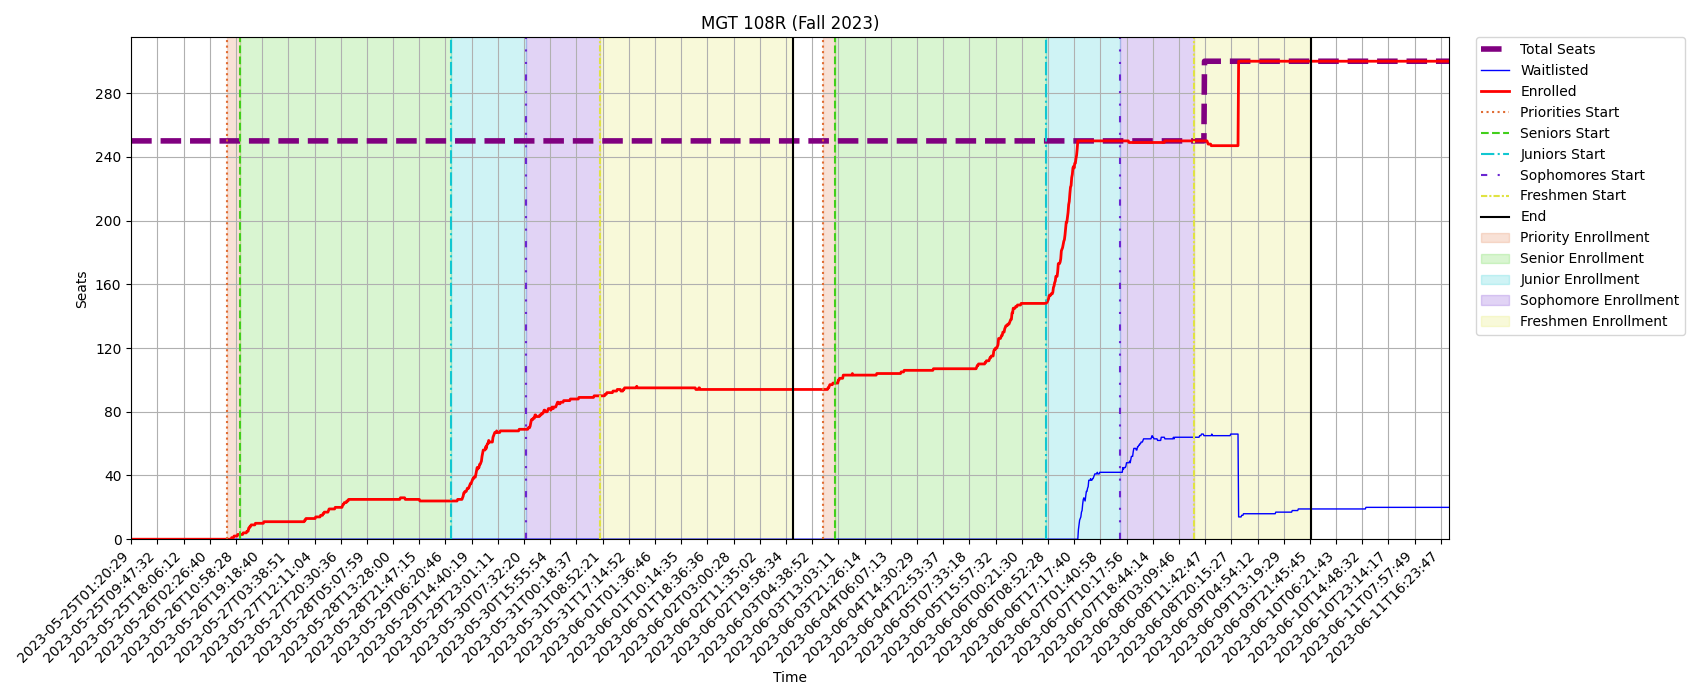 MGT 108R (Fall 2023)
Seats
280
240
200
160
120
80
40
0
2023-05-25T01:20:29
2023-05-25T09:47:32
2023-05-25T18:06:12
2023-05-26T02:26:40
2023-05-26T10:58:28
2023-05-26T19:18:40
2023-05-27T03:38:51
2023-05-27T12:11:04
2023-05-27T20:30:36
2023-05-28T05:07:59
2023-05-28T13:28:00
2023-05-28T21:47:15
2023-05-29T06:20:46
2023-05-29T14:40:19
2023-05-29T23:01:11
2023-05-30T07:32:20
2023-05-30T15:55:54
2023-05-31T00:18:37
2023-05-31T08:52:21
2023-05-31T17:14:52
2023-06-01T01:36:46
2023-06-01T10:14:35
2023-06-01T18:36:36
2023-06-02T03:00:28
2023-06-02T11:35:02
2023-06-02T19:58:34
2023-06-03T04:38:52
2023-06-03T13:03:11
2023-06-03T21:26:14
2023-06-04T06:07:13
2023-06-04T14:30:29
2023-06-04T22:53:37
2023-06-05T07:33:18
2023-06-05T15:57:32
2023-06-06T00:21:30
2023-06-06T08:52:28
2023-06-06T17:17:40
2023-06-07T01:40:58
2023-06-07T10:17:56
2023-06-07T18:44:14
2023-06-08T03:09:46
2023-06-08T11:42:47
2023-06-08T20:15:27
2023-06-09T04:54:12
2023-06-09T13:19:29
2023-06-09T21:45:45
2023-06-10T06:21:43
2023-06-10T14:48:32
2023-06-10T23:14:17
2023-06-11T07:57:49
2023-06-11T16:23:47
Time
Total Seats
Waitlisted
Enrolled
Priorities Start
Seniors Start
Juniors Start
Sophomores Start
Freshmen Start
End
Priority Enrollment
Senior Enrollment
Junior Enrollment
Sophomore Enrollment
Freshmen Enrollment